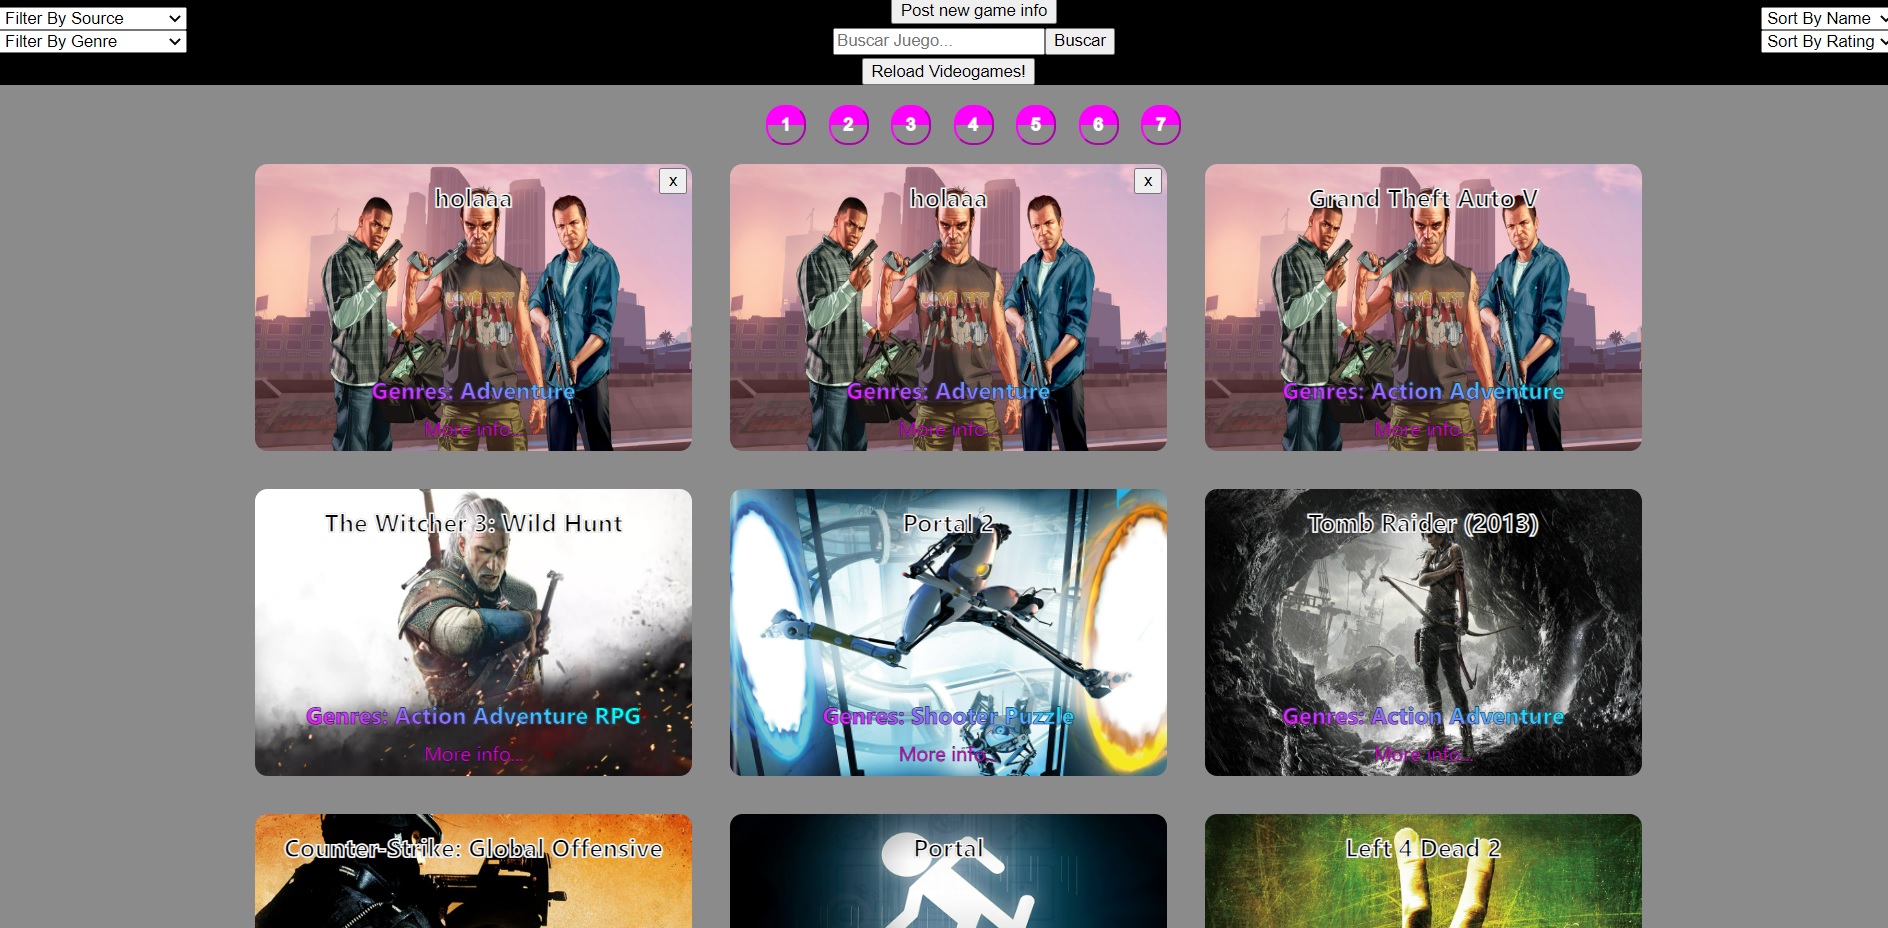 Filter By Source
Filter By Genre
Post new game info
Buscar Juego...
Buscar
Reload Videogames!
Sort By Name
Sort By Rating
1 2 3 4 5 6 7
x
holaaa
Genres: Adventure
More info...
x
holaaa
Genres: Adventure
More info...
Grand Theft Auto V
Genres: Action Adventure
More info...
The Witcher 3: Wild Hunt
Genres: Action Adventure RPG
More info...
Portal 2
Genres: Shooter Puzzle
More info...
Tomb Raider (2013)
Genres: Action Adventure
More info...
Counter-Strike: Global Offensive
Portal
Left 4 Dead 2